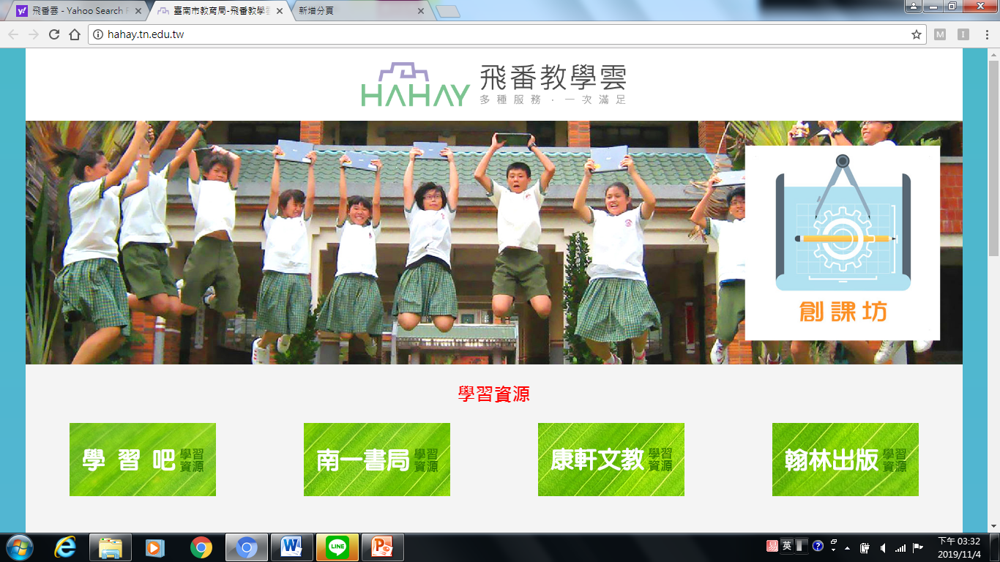 飛番雲 - Yahoo Search R
臺南市教育局-飛番教學雲
新增分頁
hahay.tn.edu.tw
M
I
HAHAY 飛番教學雲
多種服務．一次滿足
創課坊
學習資源
學習吧 學習資源
南一書局 學習資源
康軒文教 學習資源
翰林出版 學習資源
LINE
英
下午 03:32
2019/11/4